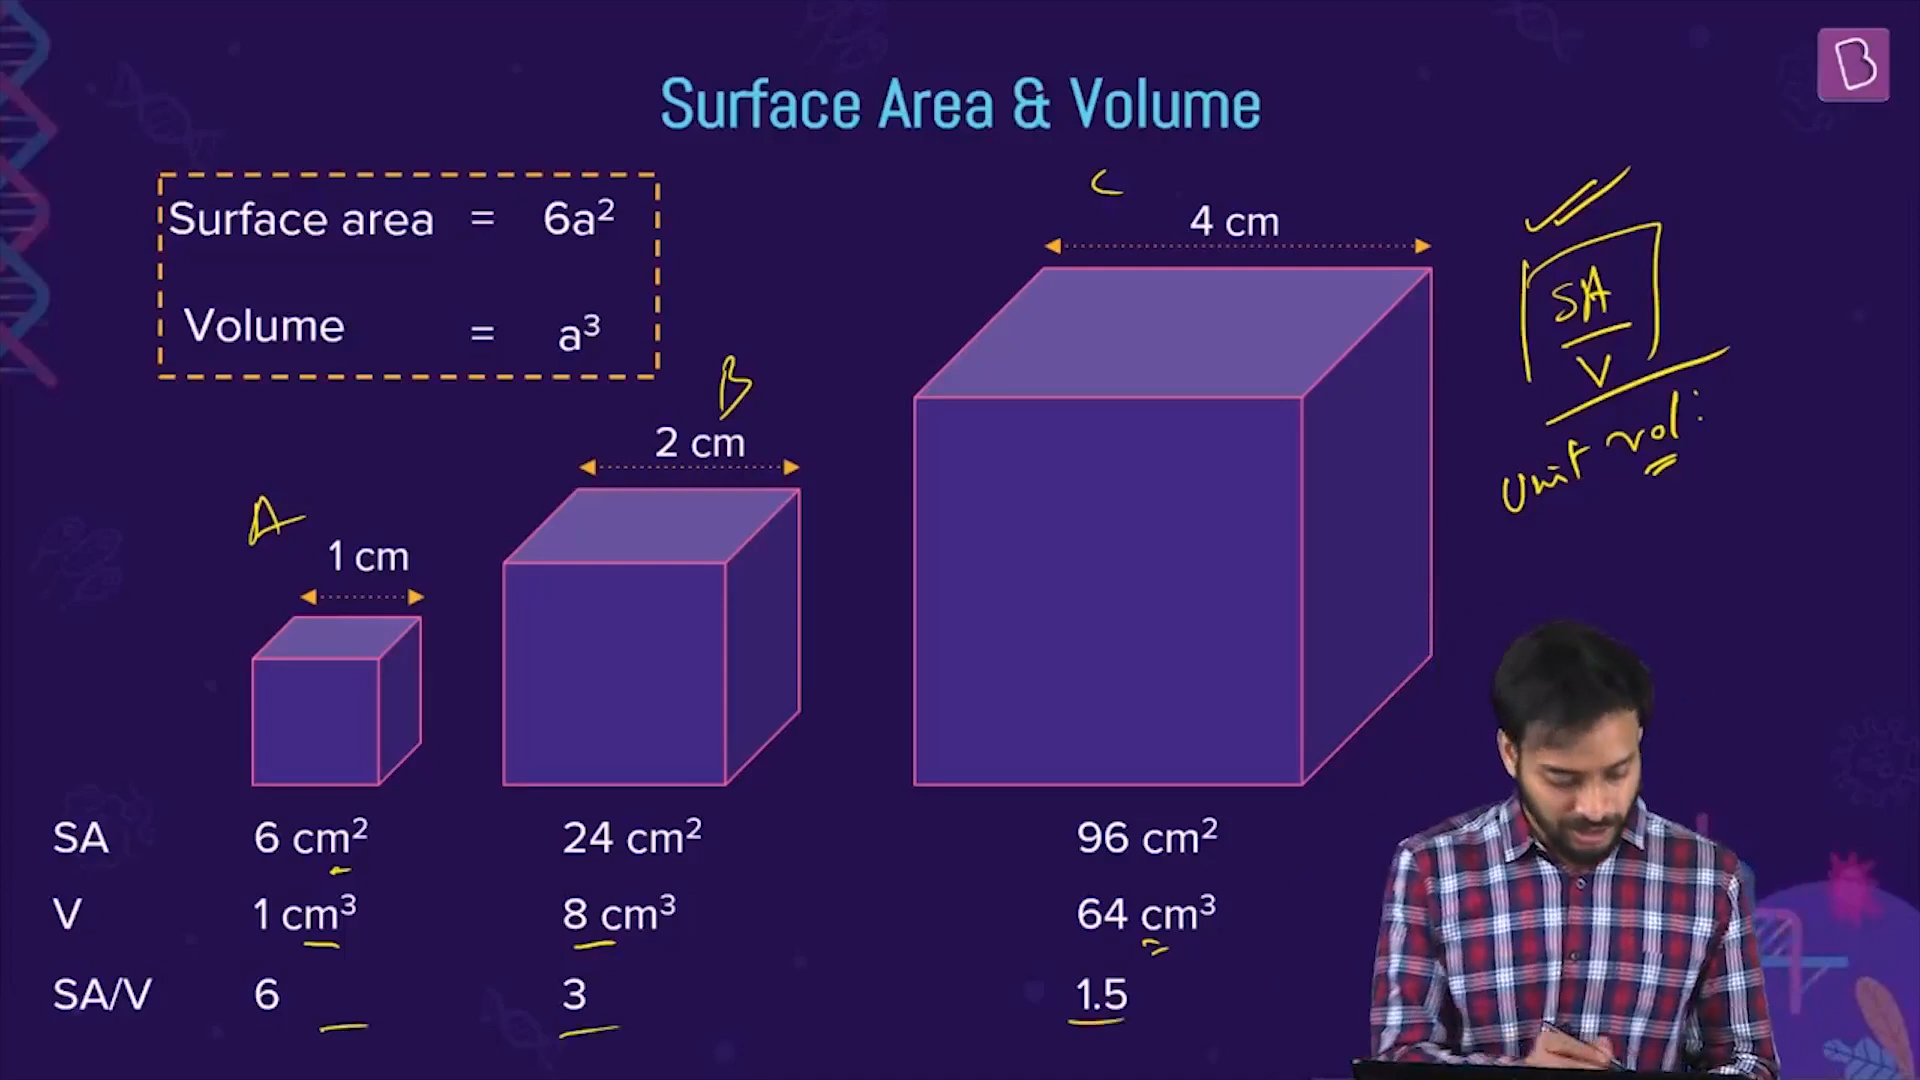 B
Surface Area & Volume
Surface area = 6a²
Volume = a³
C
4 cm
SA
V
Unit vol:
B
2 cm
A
1 cm
SA 6 cm² 24 cm² 96 cm²
V 1 cm³ 8 cm³ 64 cm³
SA/V 6 3 1.5